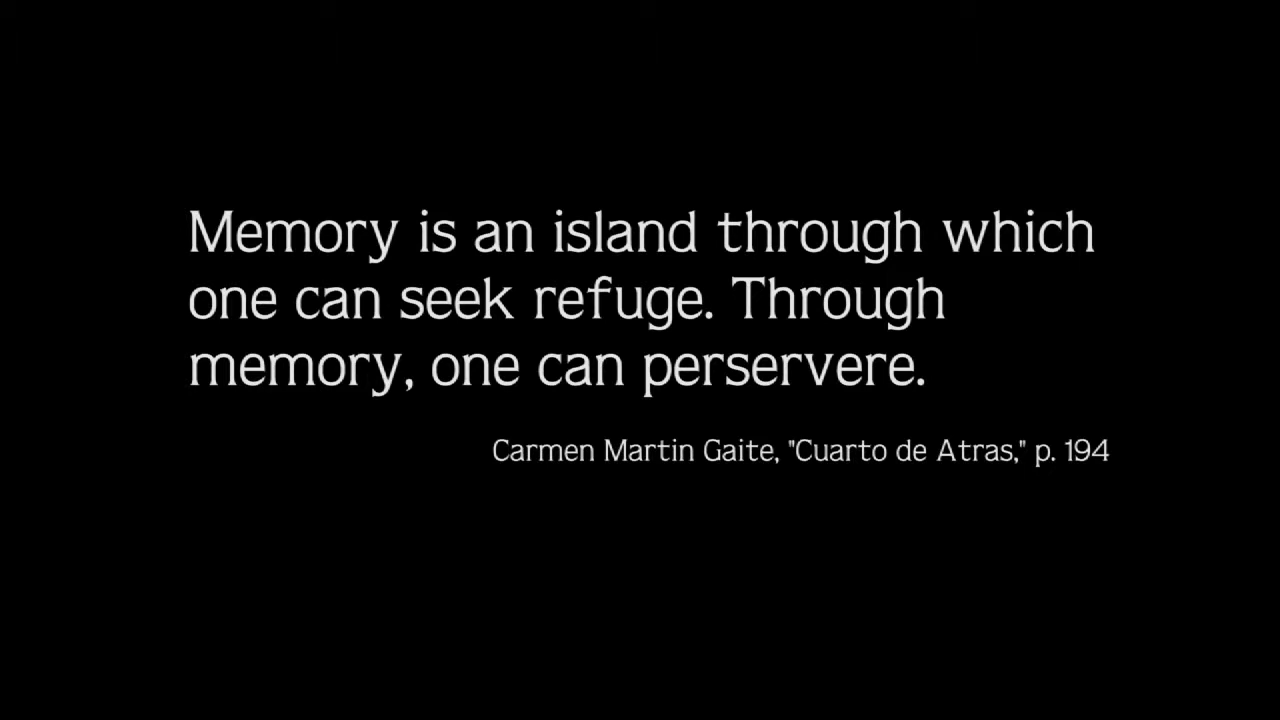 Memory is an island through which
one can seek refuge. Through
memory, one can perservere.
Carmen Martin Gaite, "Cuarto de Atras," p. 194